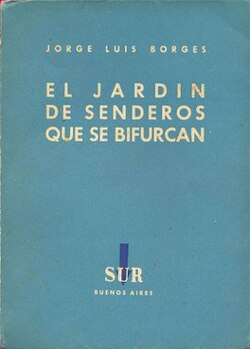 JORGE LUIS BORGES
EL JARDIN
DE SENDEROS
QUE SE BIFURCAN
SUR
BUENOS AIRES